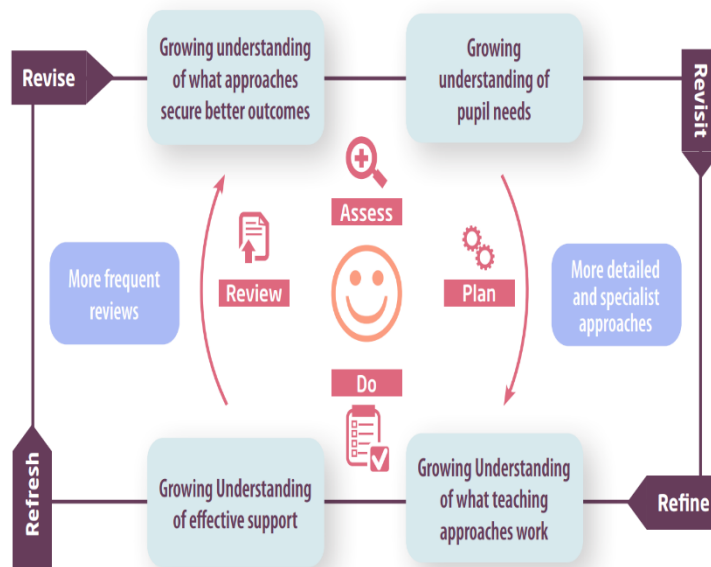 Revise
Growing understanding
of what approaches
secure better outcomes
Growing
understanding of
pupil needs
Revisit
Assess
More frequent
reviews
Review
Plan
More detailed
and specialist
approaches
Do
Refresh
Growing Understanding
of effective support
Growing Understanding
of what teaching
approaches work
Refine